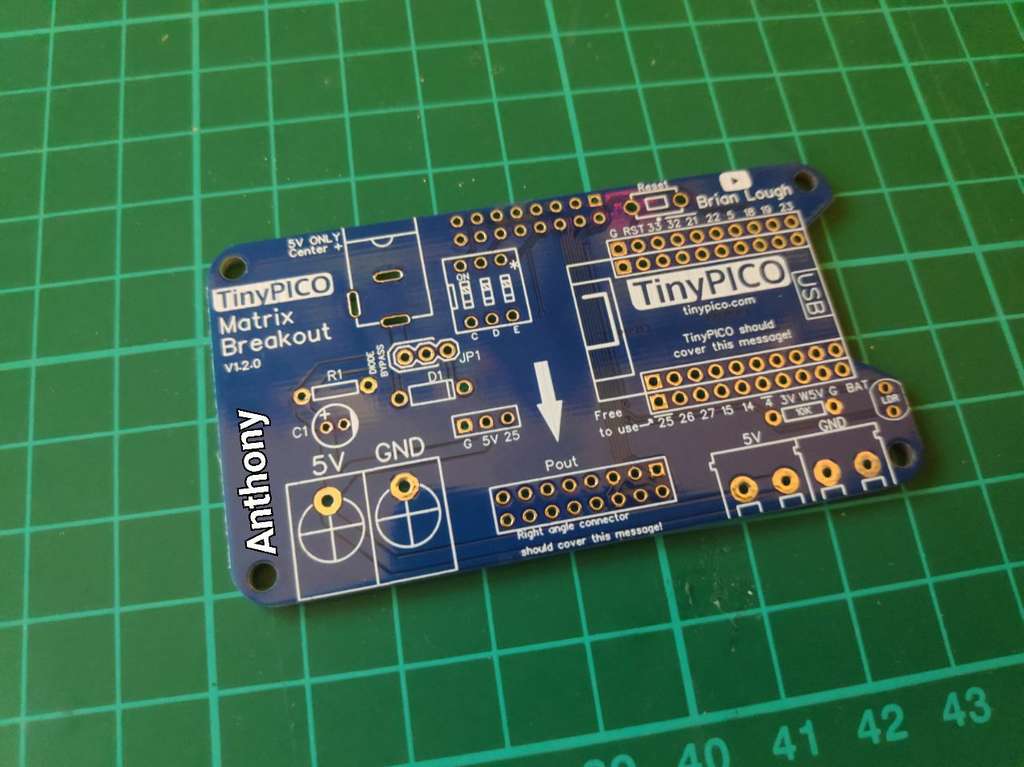 Reset
Brian Lough
5V ONLY
Center +
G RST 33 32 21 22 5 18 19 23
TinyPICO
Matrix
Breakout
V1.2.0
ON
*
C D E
TinyPICO
tinypico.com
USB
TinyPICO should
cover this message!
DIODE
BYPASS
JP1
R1
D1
C1
+
G 5V 25
Free
to use
25 26 27 15 14 4 3V W5V G BAT
10K
LDR
Anthony
5V GND
Pout
Right angle connector
should cover this message!
5V GND
40 41 42 43